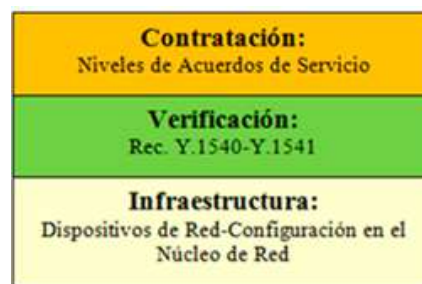 Contratación:
Niveles de Acuerdos de Servicio
Verificación:
Rec. Y.1540-Y.1541
Infraestructura:
Dispositivos de Red-Configuración en el
Núcleo de Red